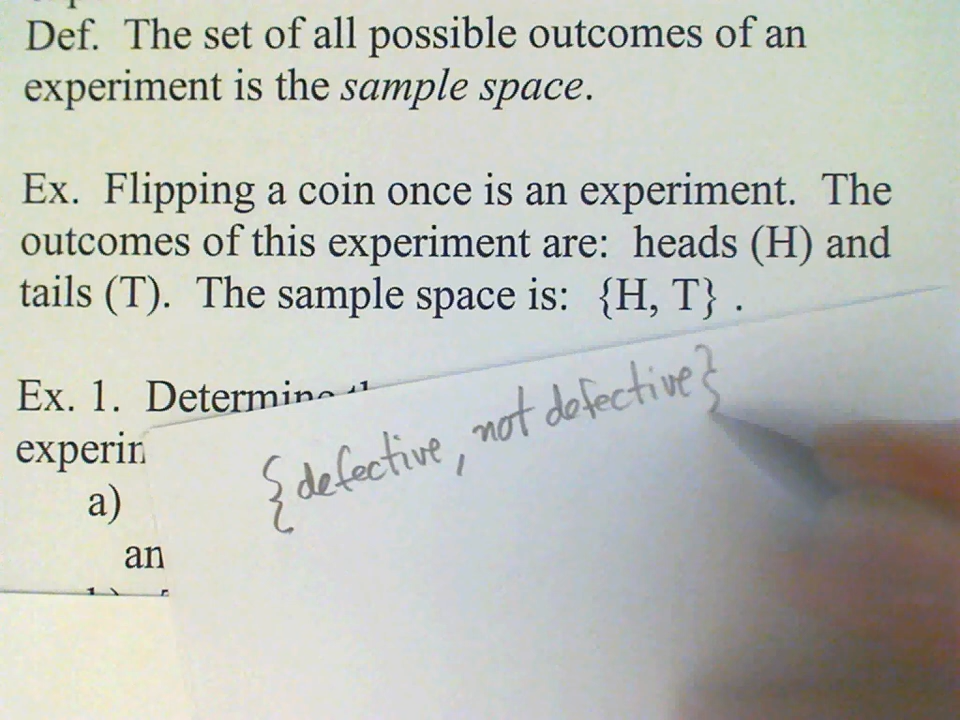 Def. The set of all possible outcomes of an
experiment is the sample space.
Ex. Flipping a coin once is an experiment. The
outcomes of this experiment are: heads (H) and
tails (T). The sample space is: {H, T} .
Ex. 1. Determine
{defective, not defective}
a)
an